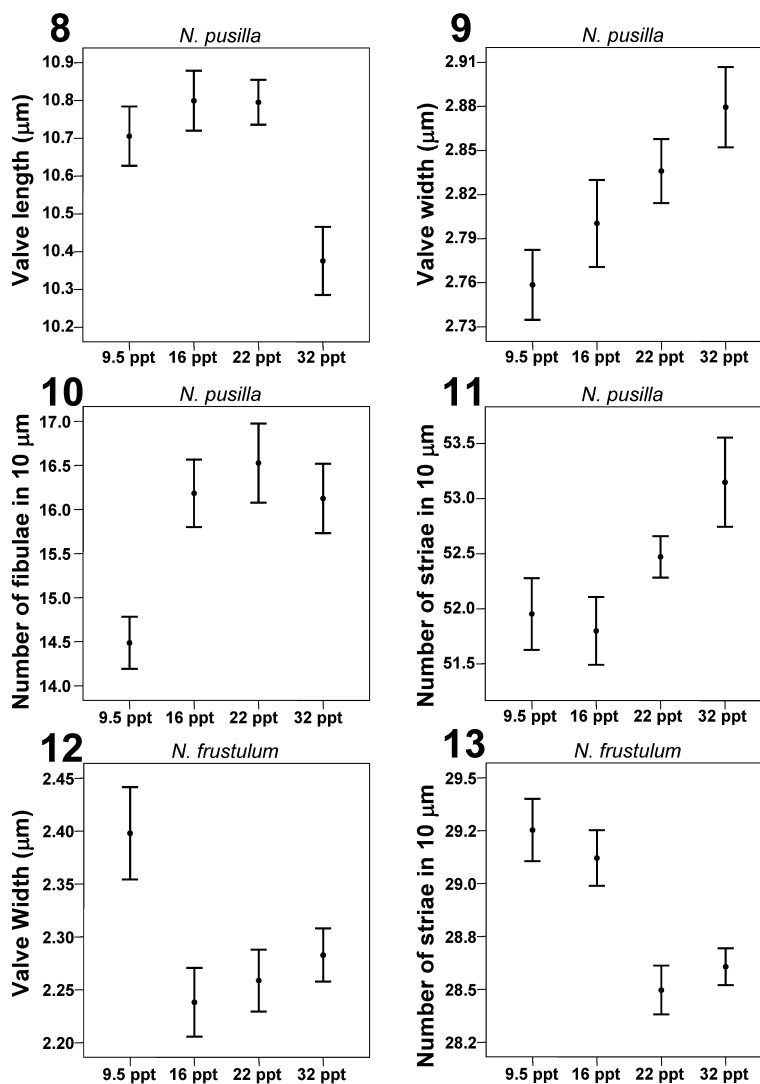 8
N. pusilla
Valve length (µm)
10.9
10.8
10.7
10.6
10.5
10.4
10.3
10.2
9.5 ppt 16 ppt 22 ppt 32 ppt
9
N. pusilla
Valve width (µm)
2.91
2.88
2.85
2.82
2.79
2.76
2.73
9.5 ppt 16 ppt 22 ppt 32 ppt
10
N. pusilla
Number of fibulae in 10 µm
17.0
16.5
16.0
15.5
15.0
14.5
14.0
9.5 ppt 16 ppt 22 ppt 32 ppt
11
N. pusilla
Number of striae in 10 µm
53.5
53.0
52.5
52.0
51.5
9.5 ppt 16 ppt 22 ppt 32 ppt
12
N. frustulum
Valve Width (µm)
2.45
2.40
2.35
2.30
2.25
2.20
9.5 ppt 16 ppt 22 ppt 32 ppt
13
N. frustulum
Number of striae in 10 µm
29.5
29.2
29.0
28.8
28.5
28.2
9.5 ppt 16 ppt 22 ppt 32 ppt